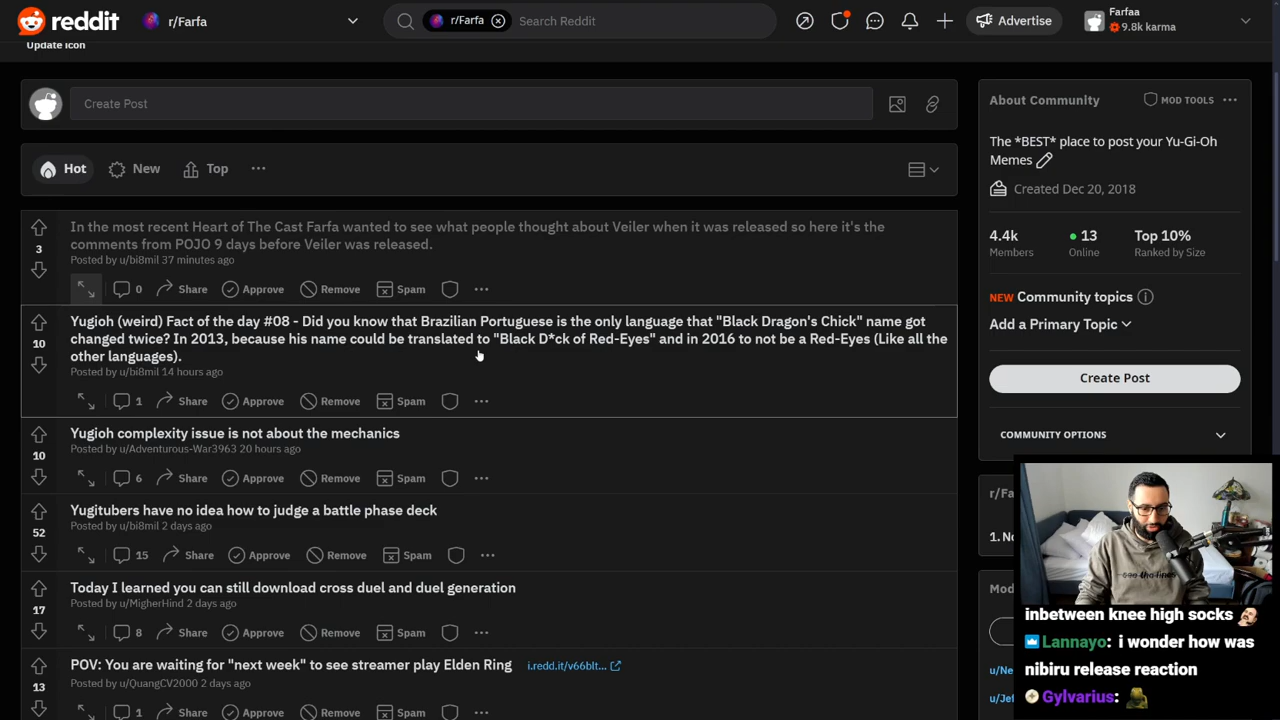 reddit
r/Farfa
r/Farfa
Search Reddit
Advertise
Farfaa
9.8k karma
Update Icon
Create Post
Hot
New
Top
In the most recent Heart of The Cast Farfa wanted to see what people thought about Veiler when it was released so here it's the
comments from POJO 9 days before Veiler was released.
Posted by u/bi8mil 37 minutes ago
3
0
Share
Approve
Remove
Spam
Yugioh (weird) Fact of the day #08 - Did you know that Brazilian Portuguese is the only language that "Black Dragon's Chick" name got
changed twice? In 2013, because his name could be translated to "Black D*ck of Red-Eyes" and in 2016 to not be a Red-Eyes (Like all the
other languages).
Posted by u/bi8mil 14 hours ago
10
1
Share
Approve
Remove
Spam
Yugioh complexity issue is not about the mechanics
Posted by u/Adventurous-War3963 20 hours ago
10
6
Share
Approve
Remove
Spam
Yugitubers have no idea how to judge a battle phase deck
Posted by u/bi8mil 2 days ago
52
15
Share
Approve
Remove
Spam
Today I learned you can still download cross duel and duel generation
Posted by u/MigherHind 2 days ago
17
8
Share
Approve
Remove
Spam
POV: You are waiting for "next week" to see streamer play Elden Ring
i.redd.it/v66blt...
Posted by u/QuangCV2000 2 days ago
13
1
Share
Approve
Remove
Spam
About Community
MOD TOOLS
The *BEST* place to post your Yu-Gi-Oh
Memes
Created Dec 20, 2018
4.4k
13
Top 10%
Members
Online
Ranked by Size
NEW Community topics
Add a Primary Topic
Create Post
COMMUNITY OPTIONS
r/Fa
1. No
Mod
u/Ne
u/Jef
inbetween knee high socks
Lannayo: i wonder how was
nibiru release reaction
Gylvarius: